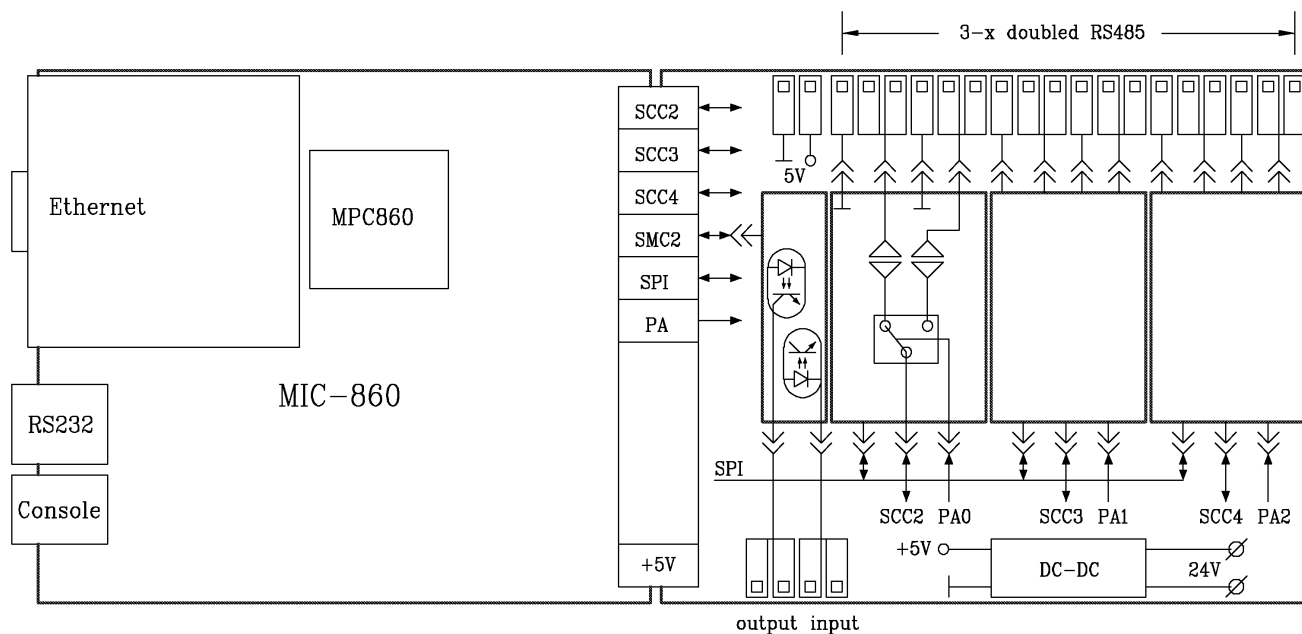 3-x doubled RS485
SCC2
SCC3
SCC4
SMC2
SPI
PA
+5V
Ethernet
MPC860
MIC-860
RS232
Console
5V
SPI
SCC2 PA0 SCC3 PA1 SCC4 PA2
+5V
DC-DC
24V
output input